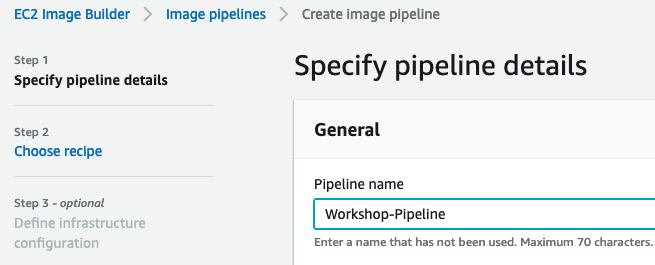 EC2 Image Builder > Image pipelines > Create image pipeline
Step 1
Specify pipeline details
Step 2
Choose recipe
Step 3 - optional
Define infrastructure
configuration
Specify pipeline details
General
Pipeline name
Workshop-Pipeline
Enter a name that has not been used. Maximum 70 characters.